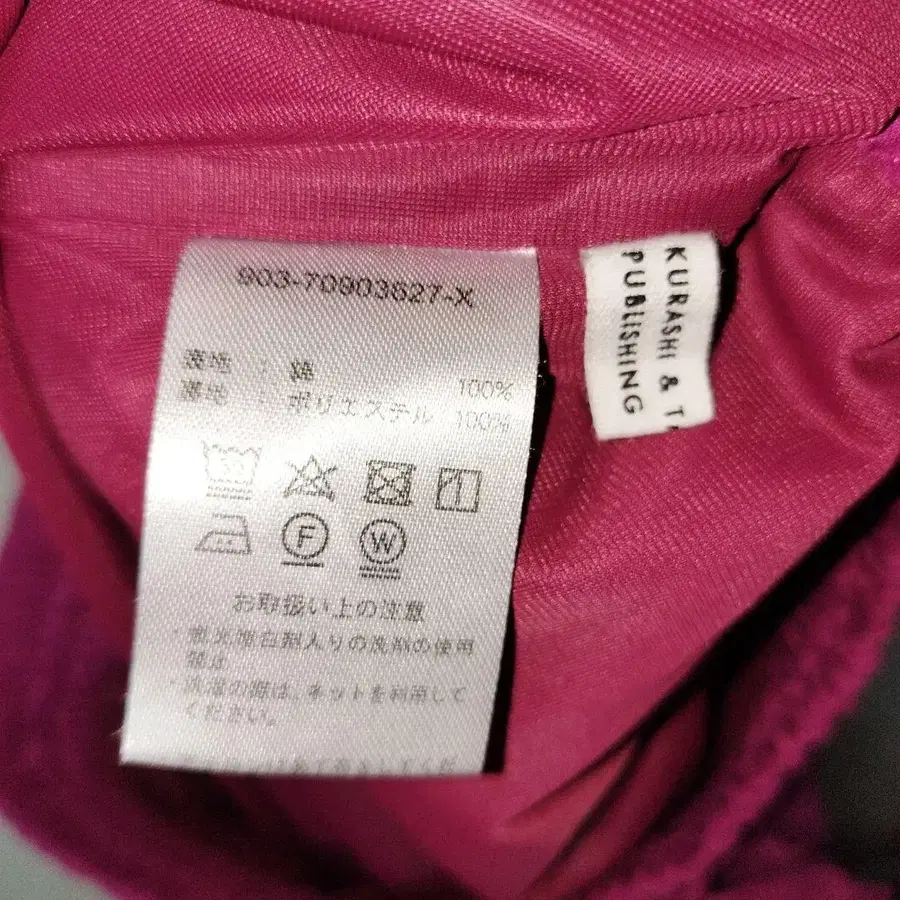 903-70903627-X
表地 : 綿 100%
裏地 : ポリエステル 100%
30
F
W
お取扱い上の注意
・蛍光増白剤入りの洗剤の使用
禁止
・洗濯の際は、ネットを利用して
ください。
KURASHI & T
PUBLISHING